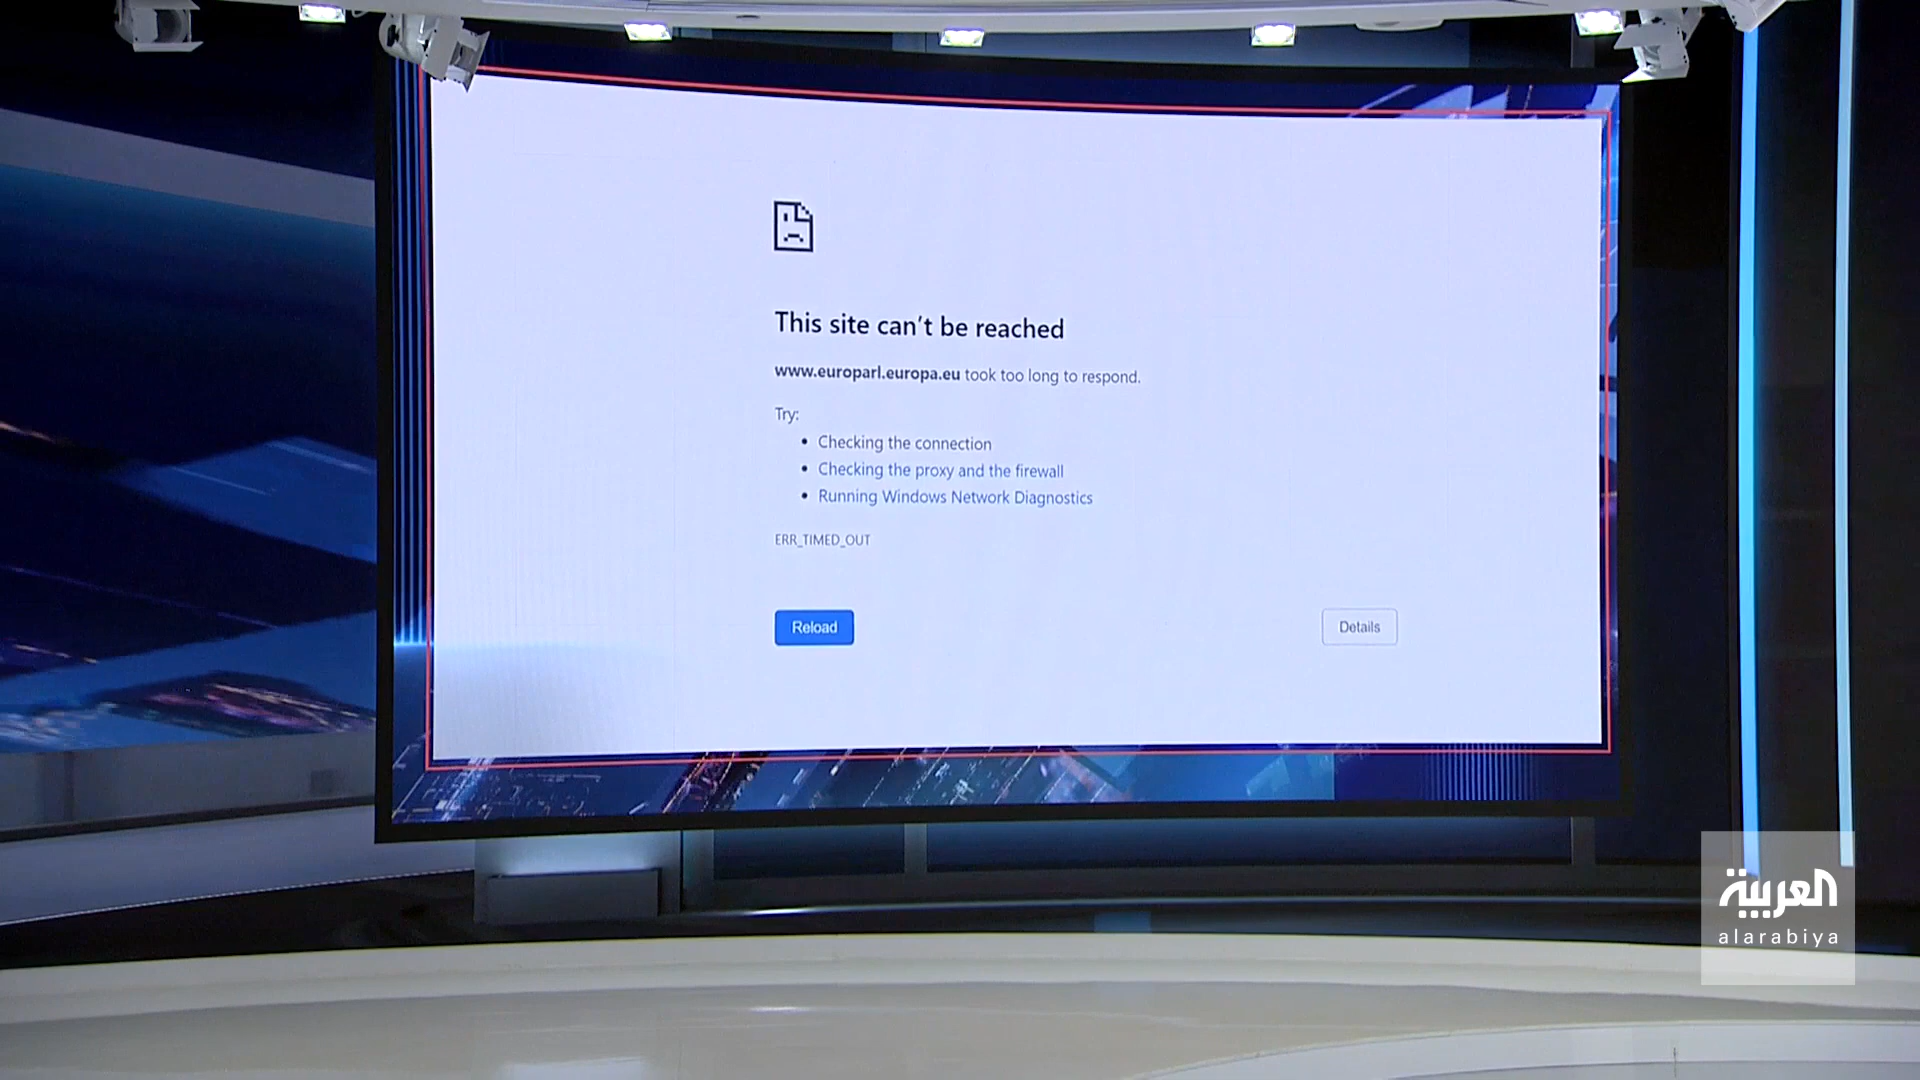 This site can't be reached
www.europarl.europa.eu took too long to respond.
Try:
• Checking the connection
• Checking the proxy and the firewall
• Running Windows Network Diagnostics
ERR_TIMED_OUT
Reload
Details
العربية
alarabiya